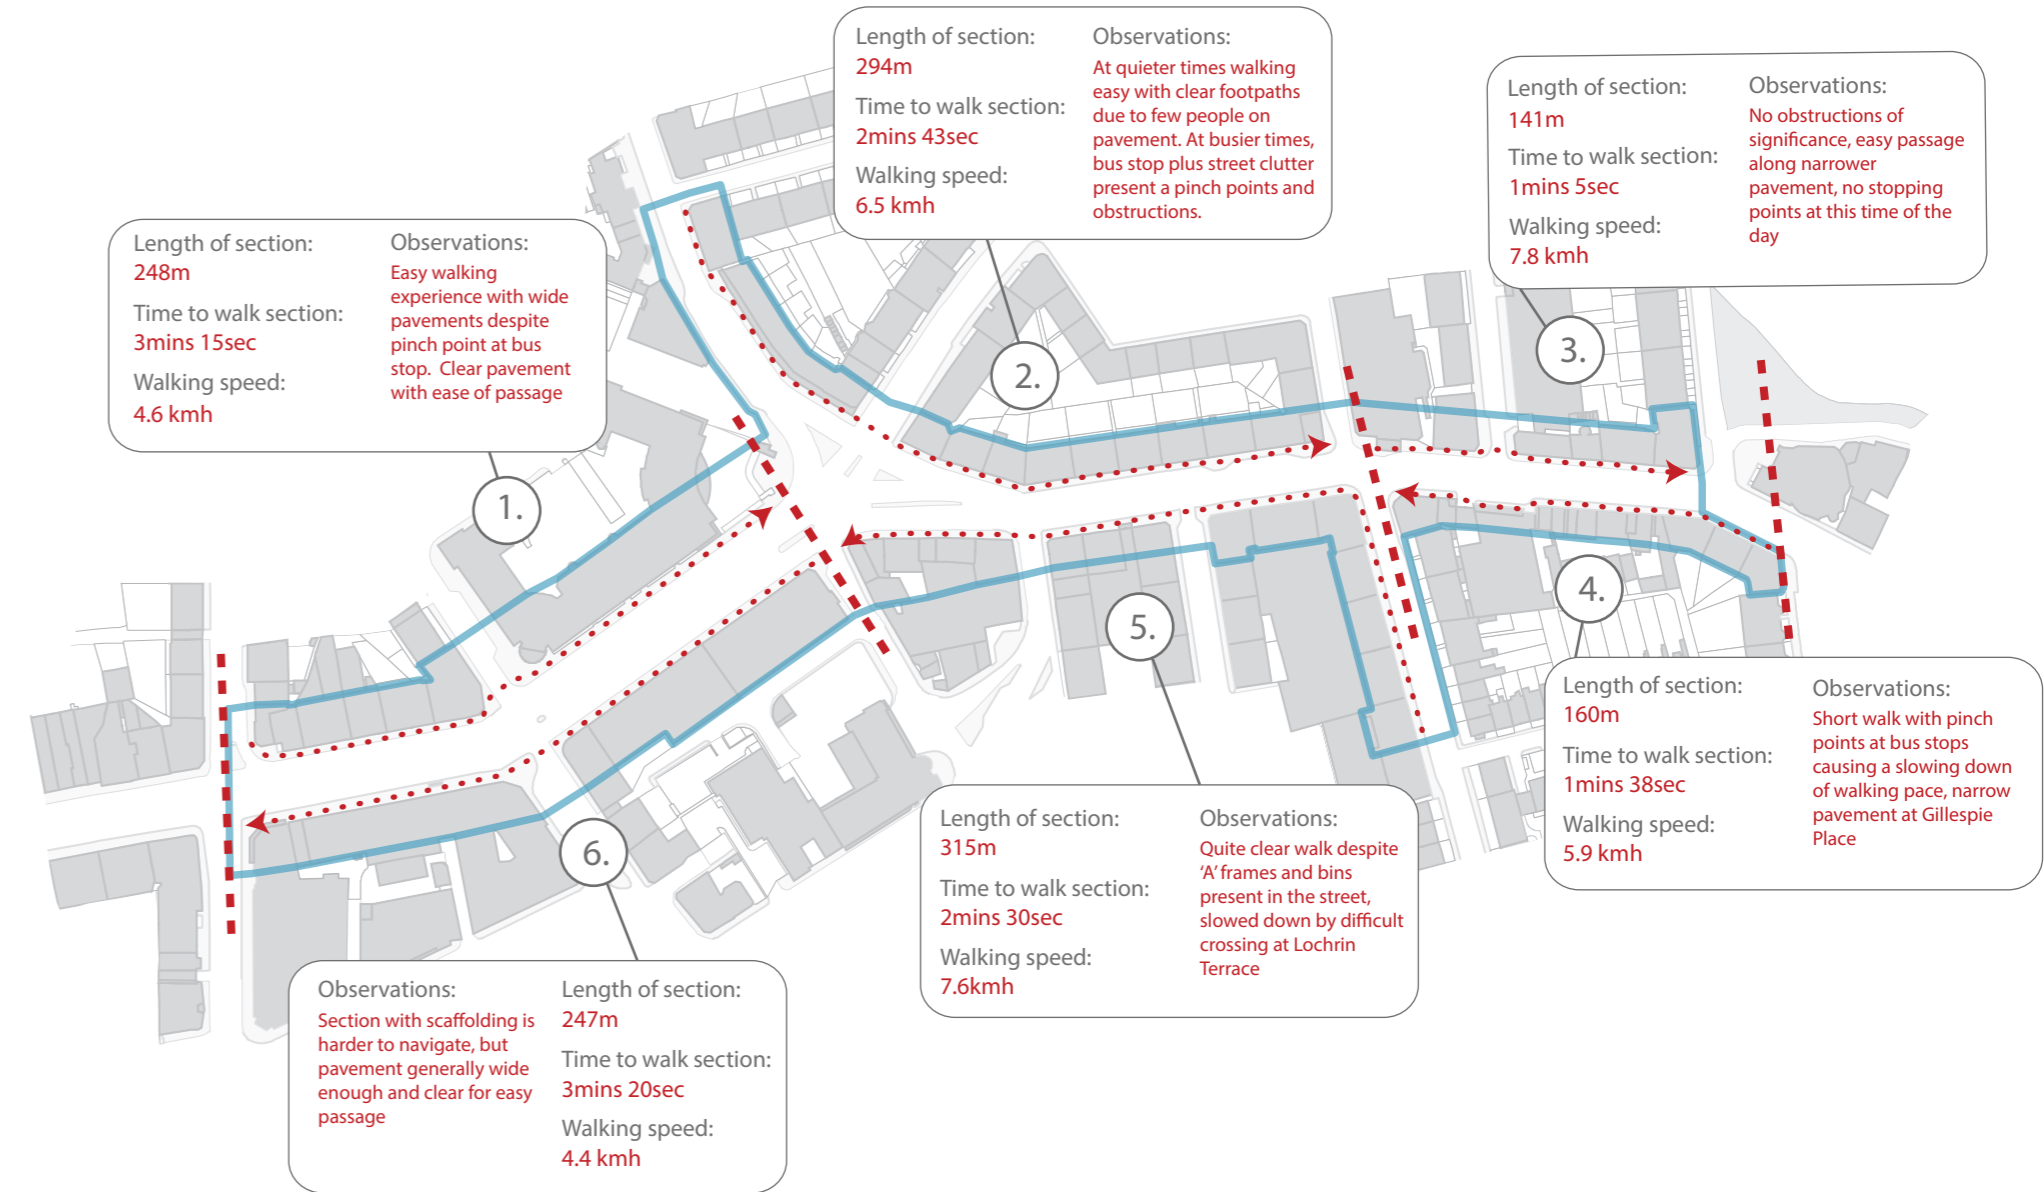 Length of section:
248m
Time to walk section:
3mins 15sec
Walking speed:
4.6 kmh
Observations:
Easy walking
experience with wide
pavements despite
pinch point at bus
stop.  Clear pavement
with ease of passage
1.
Length of section:
294m
Time to walk section:
2mins 43sec
Walking speed:
6.5 kmh
Observations:
At quieter times walking
easy with clear footpaths
due to few people on
pavement. At busier times,
bus stop plus street clutter
present a pinch points and
obstructions.
2.
Length of section:
141m
Time to walk section:
1mins 5sec
Walking speed:
7.8 kmh
Observations:
No obstructions of
significance, easy passage
along narrower
pavement, no stopping
points at this time of the
day
3.
4.
Length of section:
160m
Time to walk section:
1mins 38sec
Walking speed:
5.9 kmh
Observations:
Short walk with pinch
points at bus stops
causing a slowing down
of walking pace, narrow
pavement at Gillespie
Place
5.
Length of section:
315m
Time to walk section:
2mins 30sec
Walking speed:
7.6kmh
Observations:
Quite clear walk despite
‘A’ frames and bins
present in the street,
slowed down by difficult
crossing at Lochrin
Terrace
6.
Observations:
Section with scaffolding is
harder to navigate, but
pavement generally wide
enough and clear for easy
passage
Length of section:
247m
Time to walk section:
3mins 20sec
Walking speed:
4.4 kmh